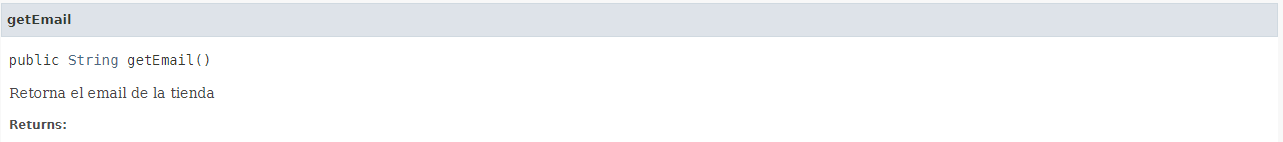 getEmail
public String getEmail()
Retorna el email de la tienda
Returns: